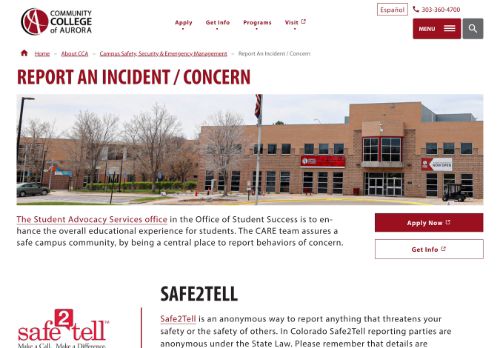 COMMUNITY
COLLEGE
of AURORA
Español
303-360-4700
Apply
Get Info
Programs
Visit
MENU
Home » About CCA » Campus Safety, Security & Emergency Management » Report An Incident / Concern
REPORT AN INCIDENT / CONCERN
NOW OPEN
The Student Advocacy Services office in the Office of Student Success is to en-
hance the overall educational experience for students. The CARE team assures a
safe campus community, by being a central place to report behaviors of concern.
Apply Now
Get Info
safe2tell™
Make a Call. Make a Difference.
SAFE2TELL
Safe2Tell is an anonymous way to report anything that threatens your
safety or the safety of others. In Colorado Safe2Tell reporting parties are
anonymous under the State Law. Please remember that details are